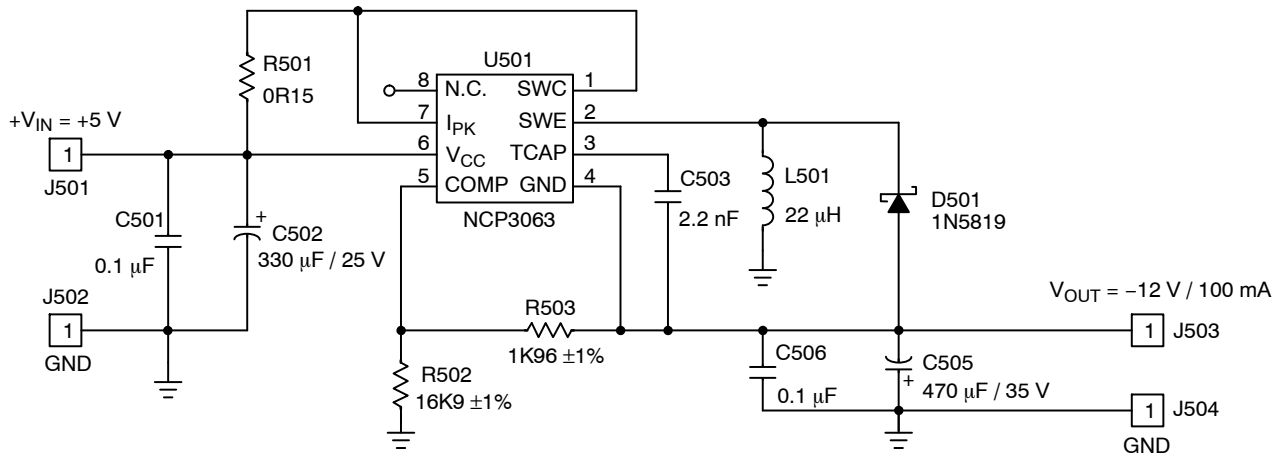 R501
0R15
U501
8 N.C. SWC 1
7 IPK SWE 2
6 VCC TCAP 3
5 COMP GND 4
NCP3063
+VIN = +5 V
1
J501
C501
0.1 μF
+
C502
330 μF / 25 V
J502
1
GND
C503
2.2 nF
L501
22 μH
D501
1N5819
R503
1K96 ±1%
R502
16K9 ±1%
C506
0.1 μF
C505
+
470 μF / 35 V
VOUT = −12 V / 100 mA
1 J503
1 J504
GND